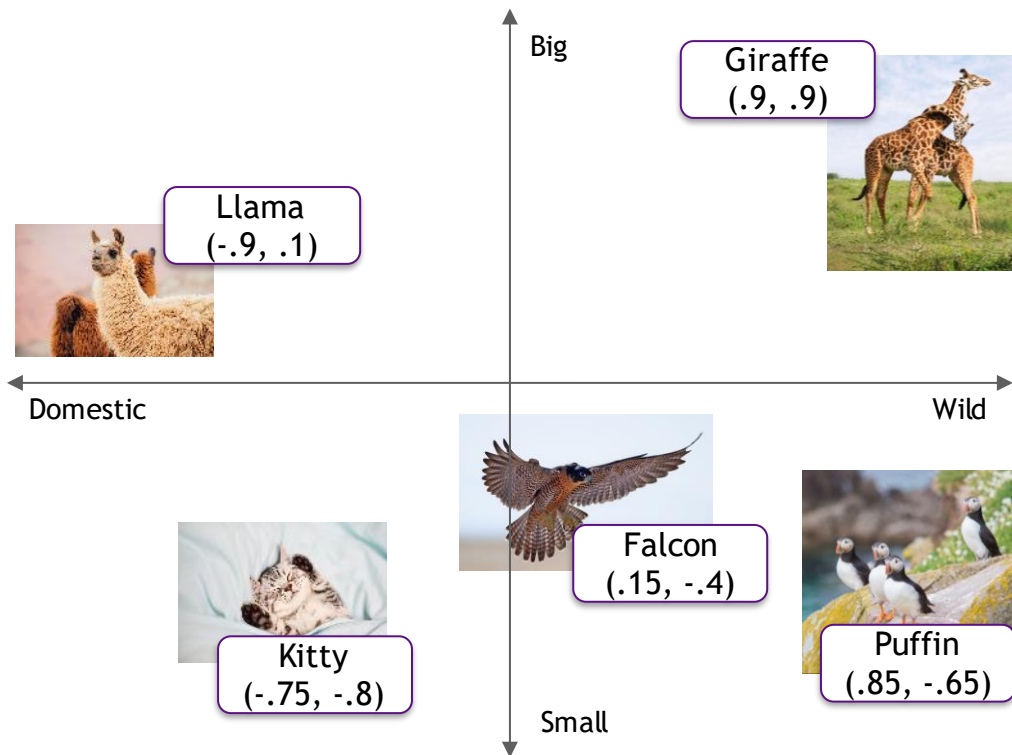 Big
Giraffe
(.9, .9)
Llama
(-.9, .1)
Domestic
Wild
Falcon
(.15, -.4)
Kitty
(-.75, -.8)
Puffin
(.85, -.65)
Small